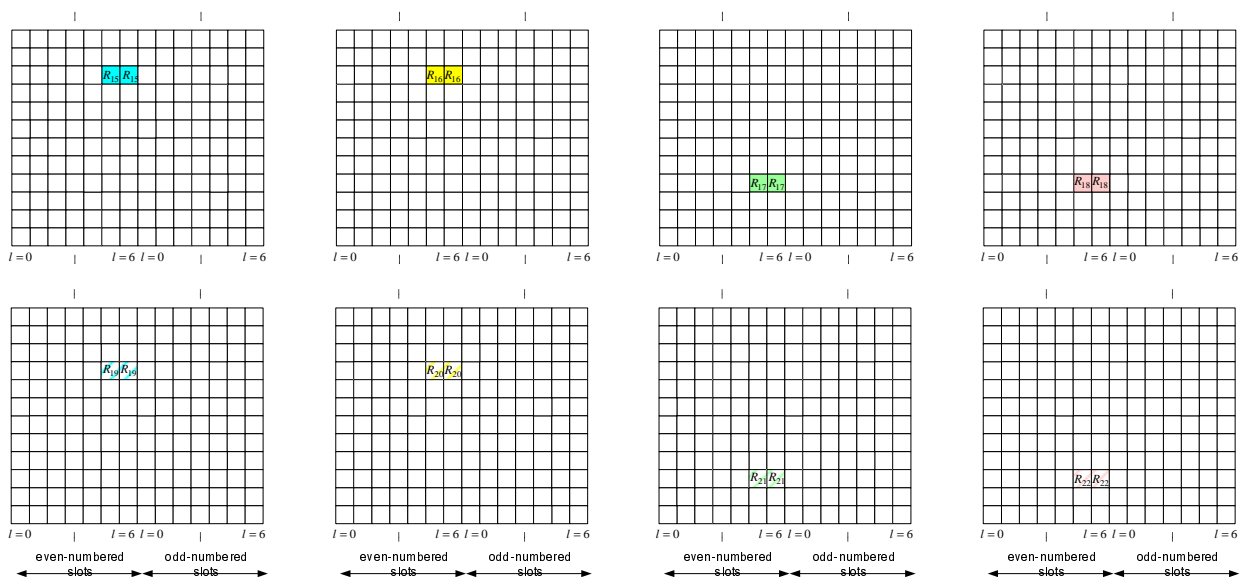 R15 R15 R16 R16
R17 R17 R18 R18
l = 0 l = 6 l = 0 l = 6 l = 0 l = 6 l = 0 l = 6 l = 0 l = 6 l = 0 l = 6 l = 0 l = 6 l = 0 l = 6
R19 R19 R20 R20
R21 R21 R22 R22
l = 0 l = 6 l = 0 l = 6 l = 0 l = 6 l = 0 l = 6 l = 0 l = 6 l = 0 l = 6 l = 0 l = 6 l = 0 l = 6
even-numbered odd-numbered even-numbered odd-numbered even-numbered odd-numbered even-numbered odd-numbered
slots slots slots slots slots slots slots slots